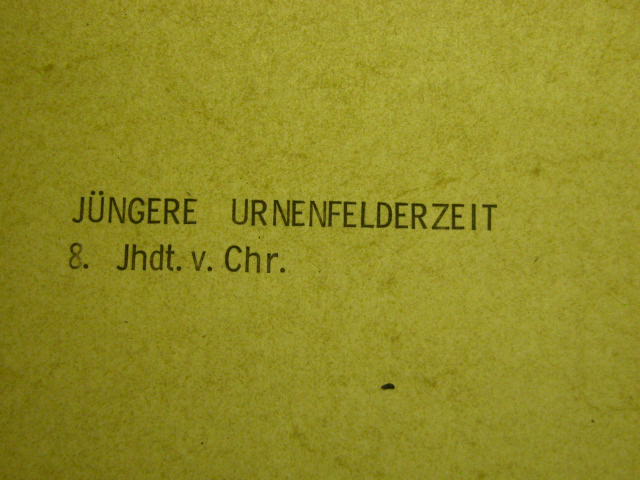 JÜNGERE URNENFELDERZEIT
8. Jhdt. v. Chr.